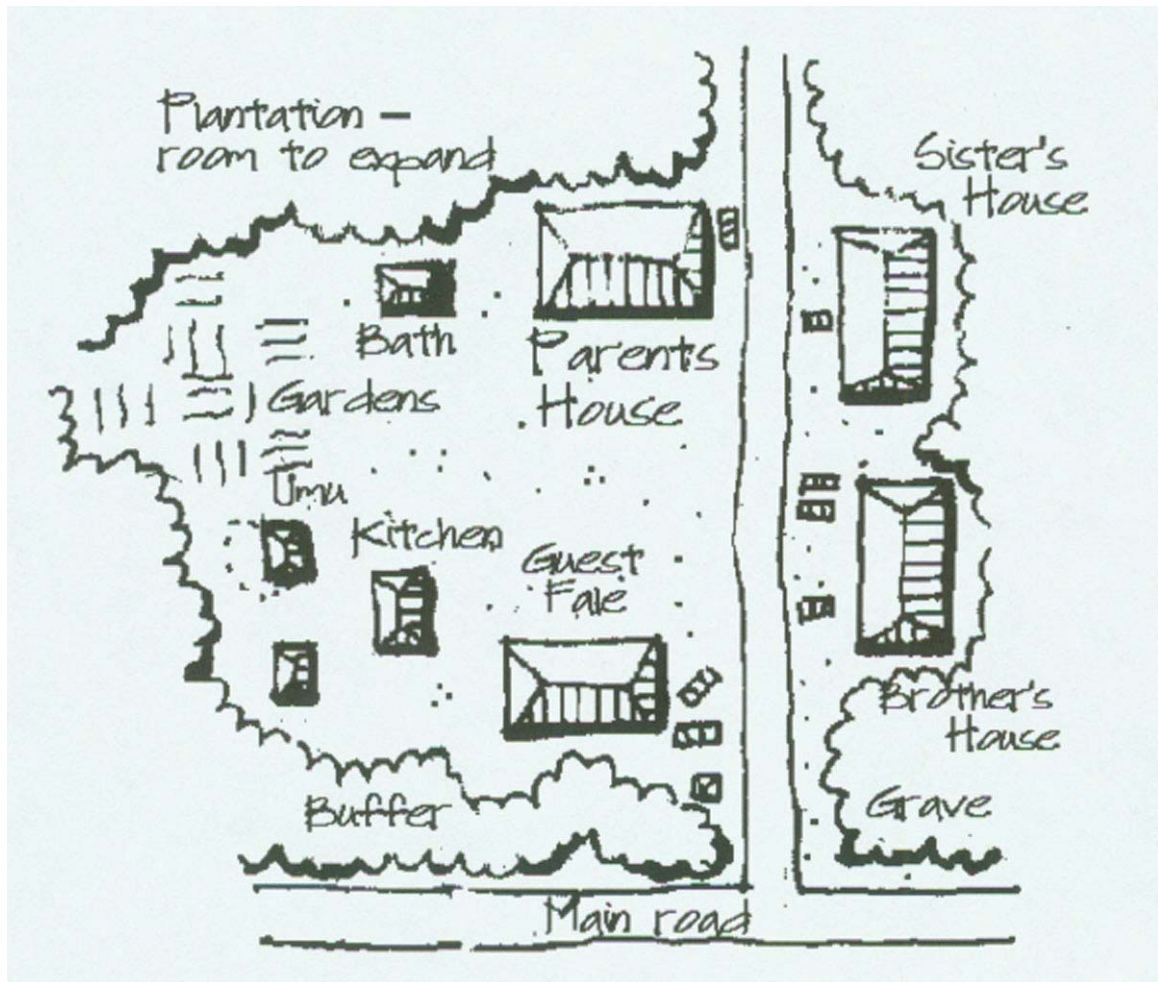 Plantation —
room to expand
Sister's
House
Bath
Parents
House
Gardens
Umu
Kitchen
Guest
Fale
Brother's
House
Buffer
Grave
Main road